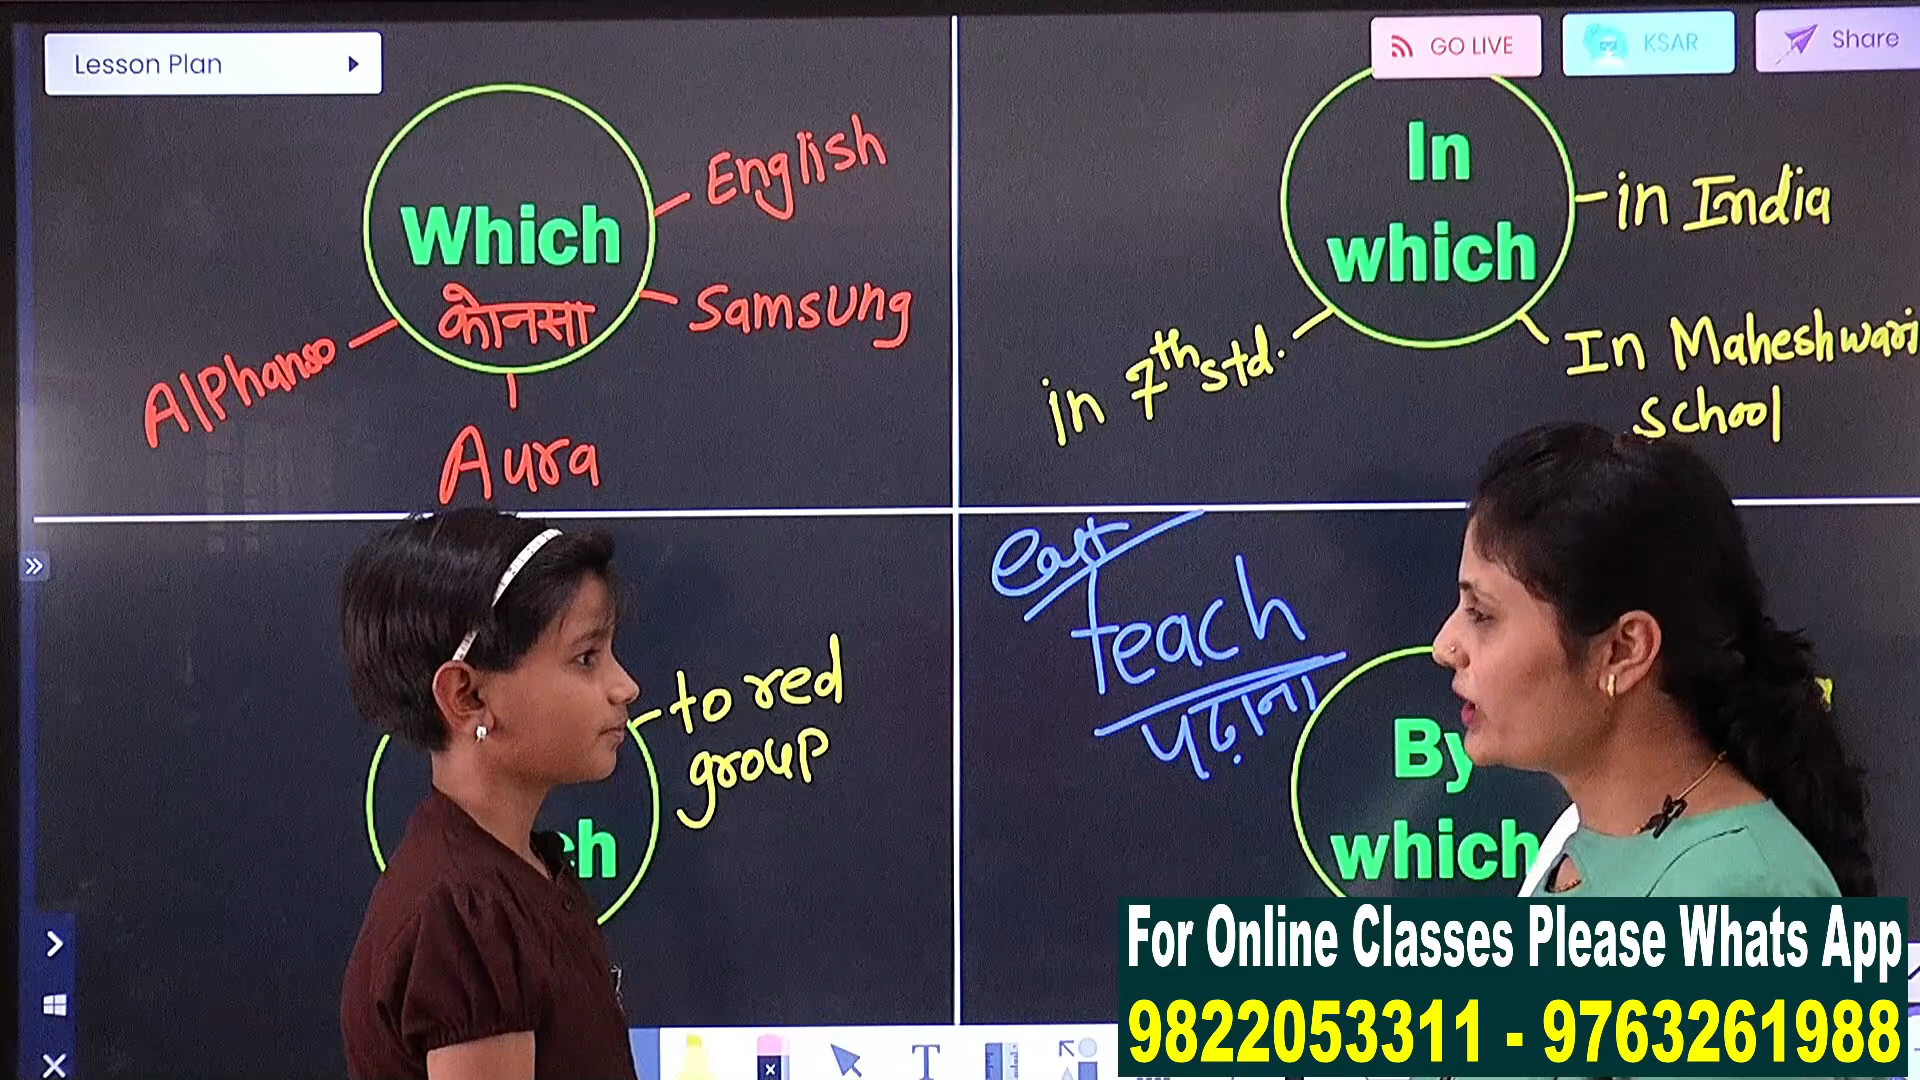 Lesson Plan
GO LIVE
KSAR
Share
Which
कोनसा
English
Samsung
Aura
Alphanso
In
which
in India
In Maheshwari
school
in 7th std.
to red
group
teach
पढ़ाना
By
which
For Online Classes Please Whats App
9822053311 - 9763261988